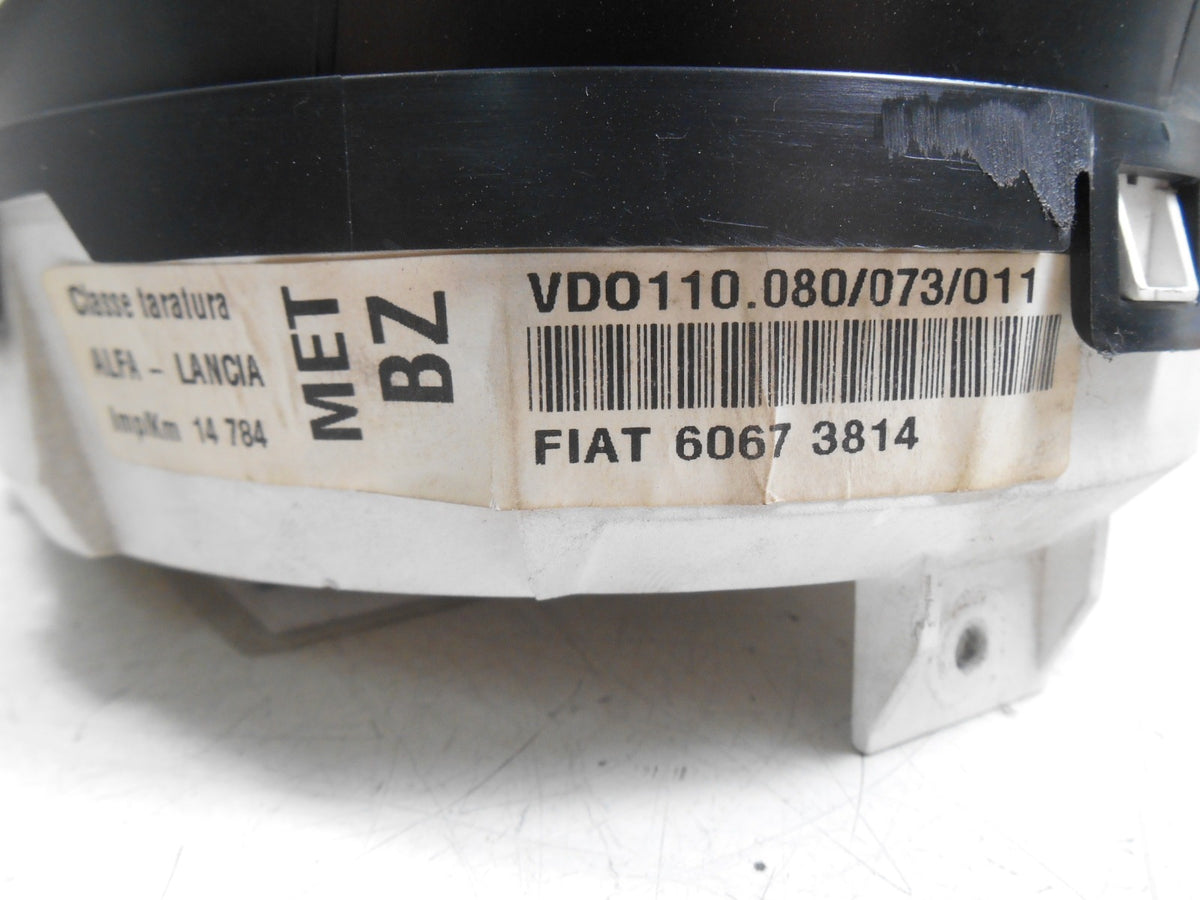 Classe taratura
ALFA - LANCIA
Imp/Km 14 784
MET
BZ
VDO110.080/073/011
FIAT 6067 3814